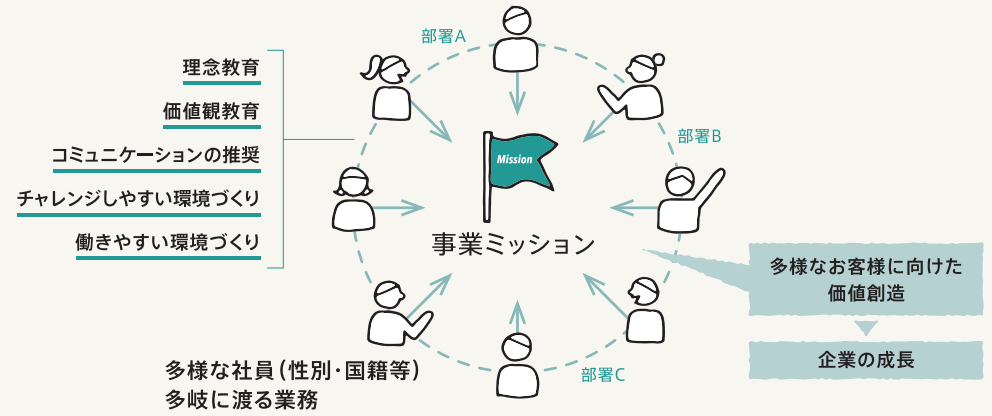 理念教育
価値観教育
コミュニケーションの推奨
チャレンジしやすい環境づくり
働きやすい環境づくり
部署A
部署B
Mission
事業ミッション
部署C
多様な社員(性別・国籍等)
多岐に渡る業務
多様なお客様に向けた
価値創造
企業の成長